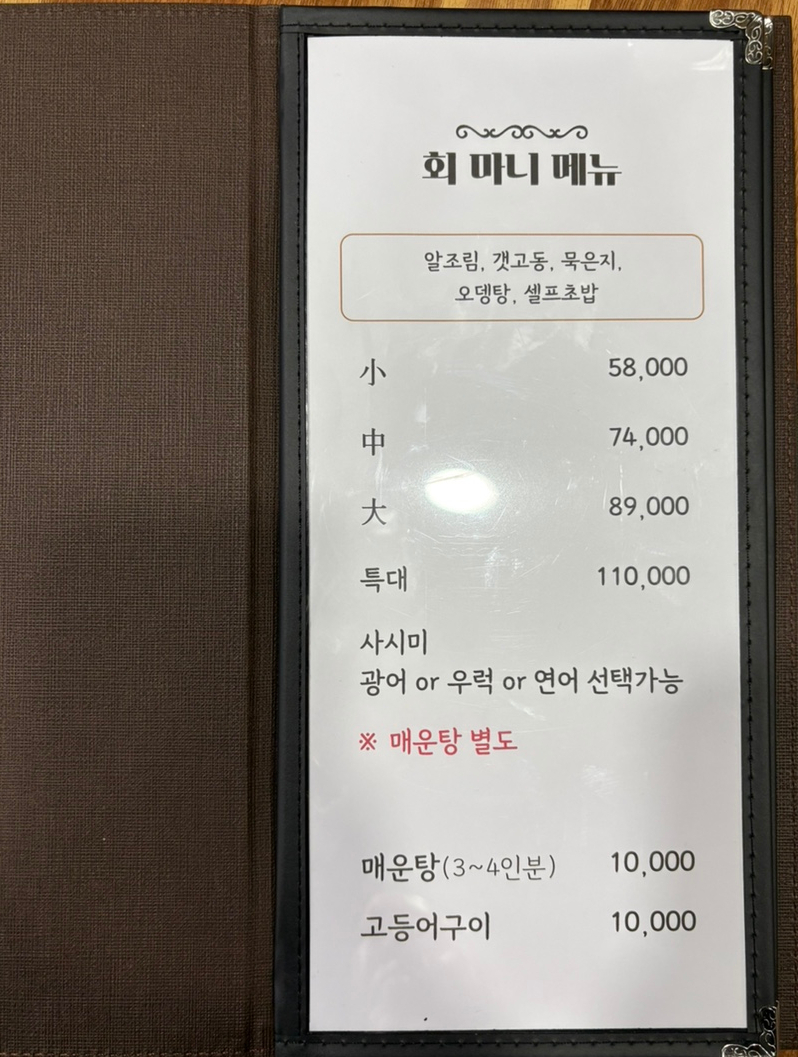 회 마니 메뉴
알조림, 갯고동, 묵은지,
오뎅탕, 셀프초밥
小 58,000
中 74,000
大 89,000
특대 110,000
사시미
광어 or 우럭 or 연어 선택가능
※ 매운탕 별도
매운탕(3~4인분) 10,000
고등어구이 10,000